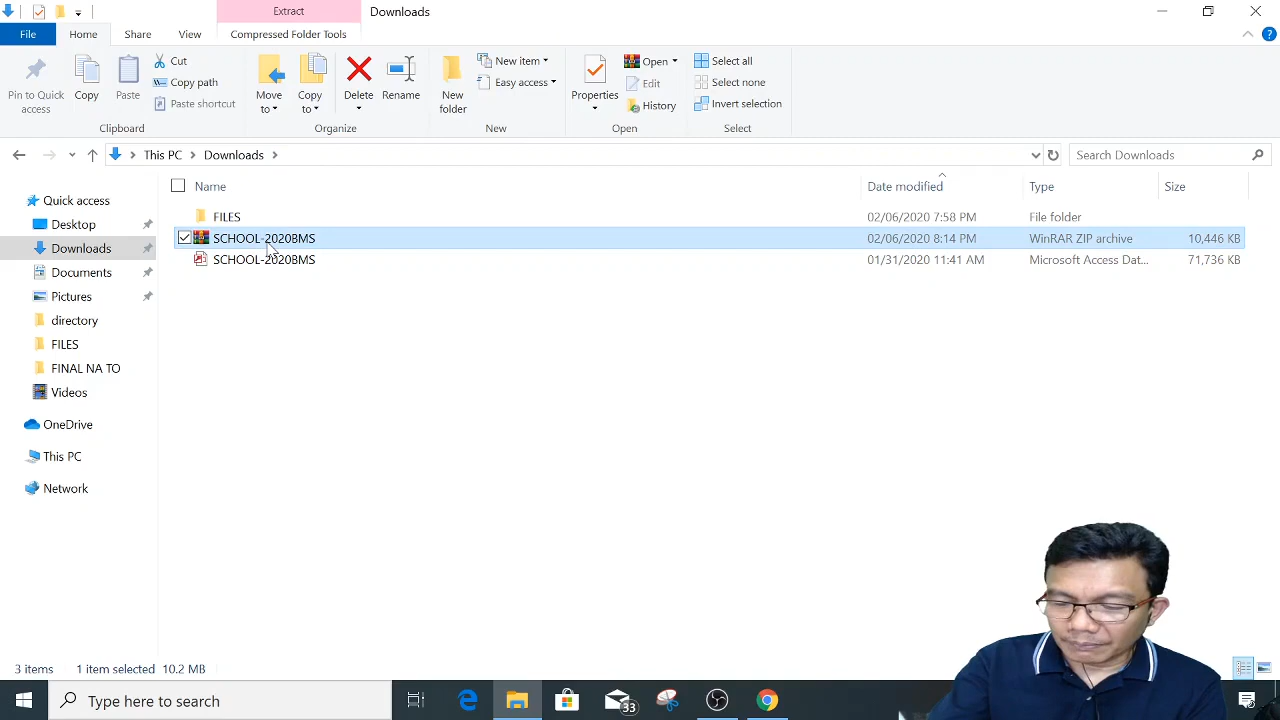 Extract Downloads
File Home Share View Compressed Folder Tools
Pin to Quick access
Copy
Paste
Cut
Copy path
Paste shortcut
Clipboard
Move to
Copy to
Delete
Rename
Organize
New folder
New item
Easy access
New
Properties
Open
Edit
History
Open
Select all
Select none
Invert selection
Select
This PC Downloads Search Downloads
Name Date modified Type Size
FILES 02/06/2020 7:58 PM File folder
SCHOOL-2020BMS 02/06/2020 8:14 PM WinRAR ZIP archive 10,446 KB
SCHOOL-2020BMS 01/31/2020 11:41 AM Microsoft Access Dat... 71,736 KB
Quick access
Desktop
Downloads
Documents
Pictures
directory
FILES
FINAL NA TO
Videos
OneDrive
This PC
Network
3 items 1 item selected 10.2 MB
Type here to search 33